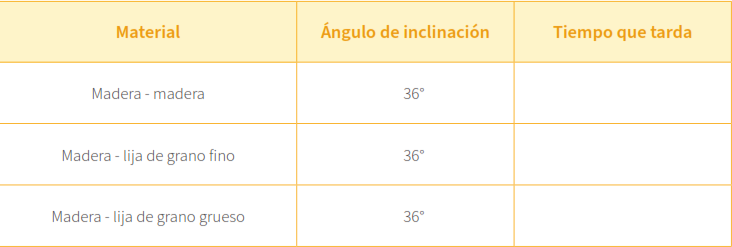 Material Ángulo de inclinación Tiempo que tarda
Madera - madera 36°
Madera - lija de grano fino 36°
Madera - lija de grano grueso 36°